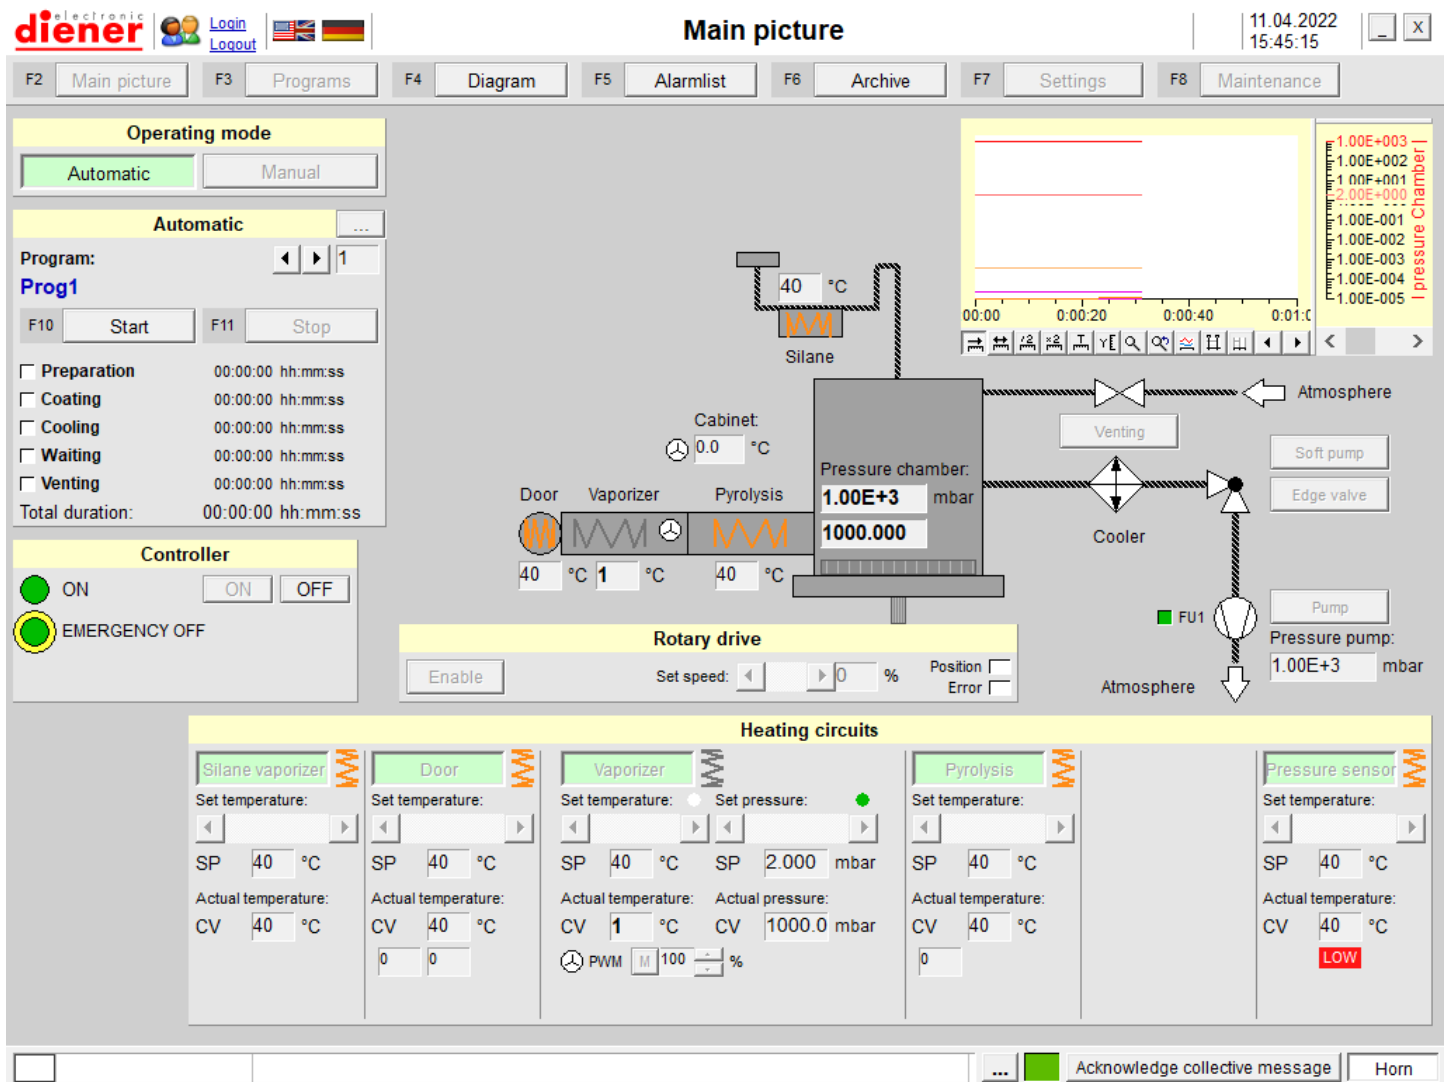 electronic
diener
Login
Logout
Main picture
11.04.2022
15:45:15
_ X
F2 Main picture F3 Programs F4 Diagram F5 Alarmlist F6 Archive F7 Settings F8 Maintenance
Operating mode
Automatic Manual
Automatic ...
Program: 1
Prog1
F10 Start F11 Stop
Preparation 00:00:00 hh:mm:ss
Coating 00:00:00 hh:mm:ss
Cooling 00:00:00 hh:mm:ss
Waiting 00:00:00 hh:mm:ss
Venting 00:00:00 hh:mm:ss
Total duration: 00:00:00 hh:mm:ss
Controller
ON ON OFF
EMERGENCY OFF
40 °C
Silane
Cabinet:
0.0 °C
Door Vaporizer Pyrolysis
40 °C 1 °C 40 °C
Pressure chamber:
1.00E+3 mbar
1000.000
1.00E+003
1.00E+002
1.00E+001
2.00E+000
1.00E-001
1.00E-002
1.00E-003
1.00E-004
1.00E-005
pressure Chamber
00:00 0:00:20 0:00:40 0:01:0
Atmosphere
Venting
Soft pump
Edge valve
Cooler
FU1
Pump
Pressure pump:
1.00E+3 mbar
Atmosphere
Rotary drive
Enable Set speed: 0 % Position
Error
Heating circuits
Silane vaporizer Door Vaporizer Pyrolysis Pressure sensor
Set temperature: Set temperature: Set temperature: Set pressure: Set temperature: Set temperature:
SP 40 °C SP 40 °C SP 40 °C SP 2.000 mbar SP 40 °C SP 40 °C
Actual temperature: Actual temperature: Actual temperature: Actual pressure: Actual temperature: Actual temperature:
CV 40 °C CV 40 °C CV 1 °C CV 1000.0 mbar CV 40 °C CV 40 °C
0 0 PWM M 100 % 0 LOW
... Acknowledge collective message Horn